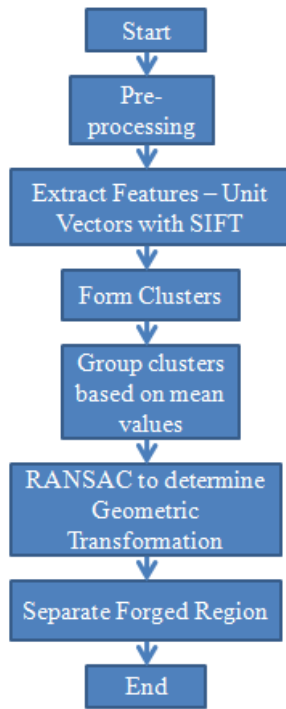 Start
Pre-
processing
Extract Features – Unit
Vectors with SIFT
Form Clusters
Group clusters
based on mean
values
RANSAC to determine
Geometric
Transformation
Separate Forged Region
End